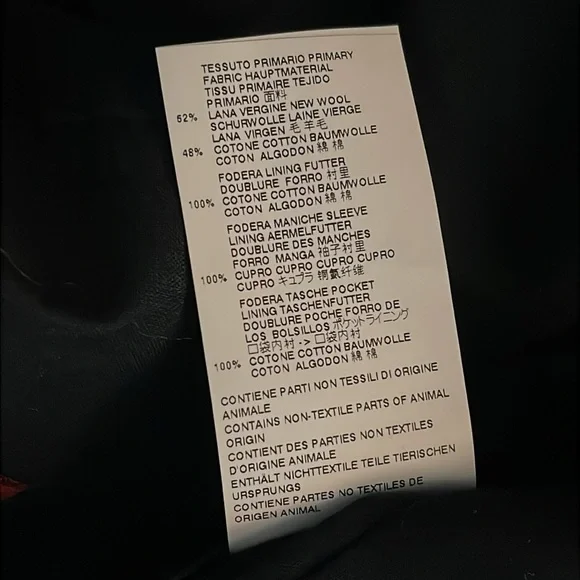 TESSUTO PRIMARIO PRIMARY
FABRIC HAUPTMATERIAL
TISSU PRIMAIRE TEJIDO
PRIMARIO 面料
52% LANA VERGINE NEW WOOL
SCHURWOLLE LAINE VIERGE
LANA VIRGEN 毛 羊毛
48% COTONE COTTON BAUMWOLLE
COTON ALGODON 綿 棉
FODERA LINING FUTTER
DOUBLURE FORRO 衬里
100% COTONE COTTON BAUMWOLLE
COTON ALGODON 綿 棉
FODERA MANICHE SLEEVE
LINING AERMELFUTTER
DOUBLURE DES MANCHES
FORRO MANGA 袖子衬里
100% CUPRO CUPRO CUPRO CUPRO
CUPRO キュプラ 铜氨纤维
FODERA TASCHE POCKET
LINING TASCHENFUTTER
DOUBLURE POCHE FORRO DE
LOS BOLSILLOS ポケットライニング
口袋内衬 -> 口袋内衬
100% COTONE COTTON BAUMWOLLE
COTON ALGODON 綿 棉
CONTIENE PARTI NON TESSILI DI ORIGINE
ANIMALE
CONTAINS NON-TEXTILE PARTS OF ANIMAL
ORIGIN
CONTIENT DES PARTIES NON TEXTILES
D'ORIGINE ANIMALE
ENTHÄLT NICHTTEXTILE TEILE TIERISCHEN
URSPRUNGS
CONTIENE PARTES NO TEXTILES DE
ORIGEN ANIMAL